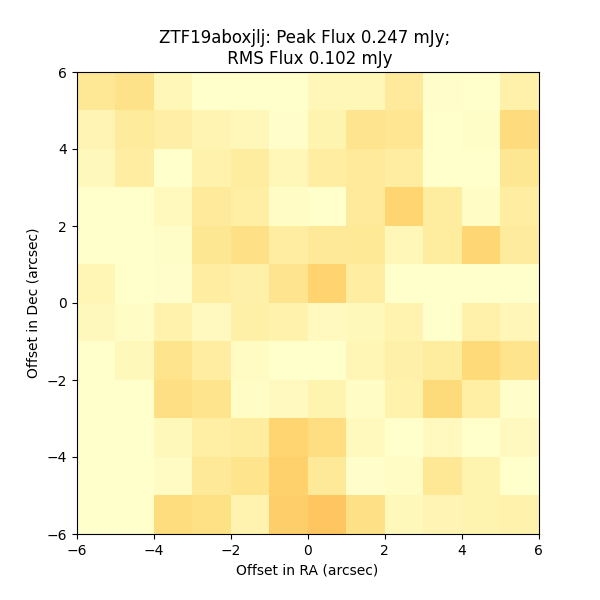 ZTF19aboxjlj: Peak Flux 0.247 mJy;
RMS Flux 0.102 mJy
6
4
2
0
−2
−4
−6
Offset in Dec (arcsec)
−6 −4 −2 0 2 4 6
Offset in RA (arcsec)